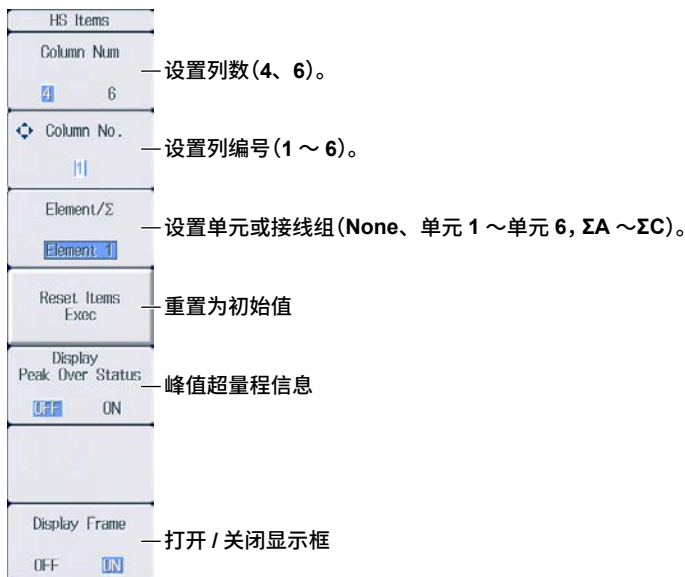 HS Items
Column Num
4 6
设置列数（4、6）。
Column No.
1
设置列编号（1～6）。
Element/Σ
Element 1
设置单元或接线组（None、单元 1～单元 6，ΣA～ΣC）。
Reset Items
Exec
重置为初始值
Display
Peak Over Status
OFF ON
峰值超量程信息
Display Frame
OFF ON
打开 / 关闭显示框